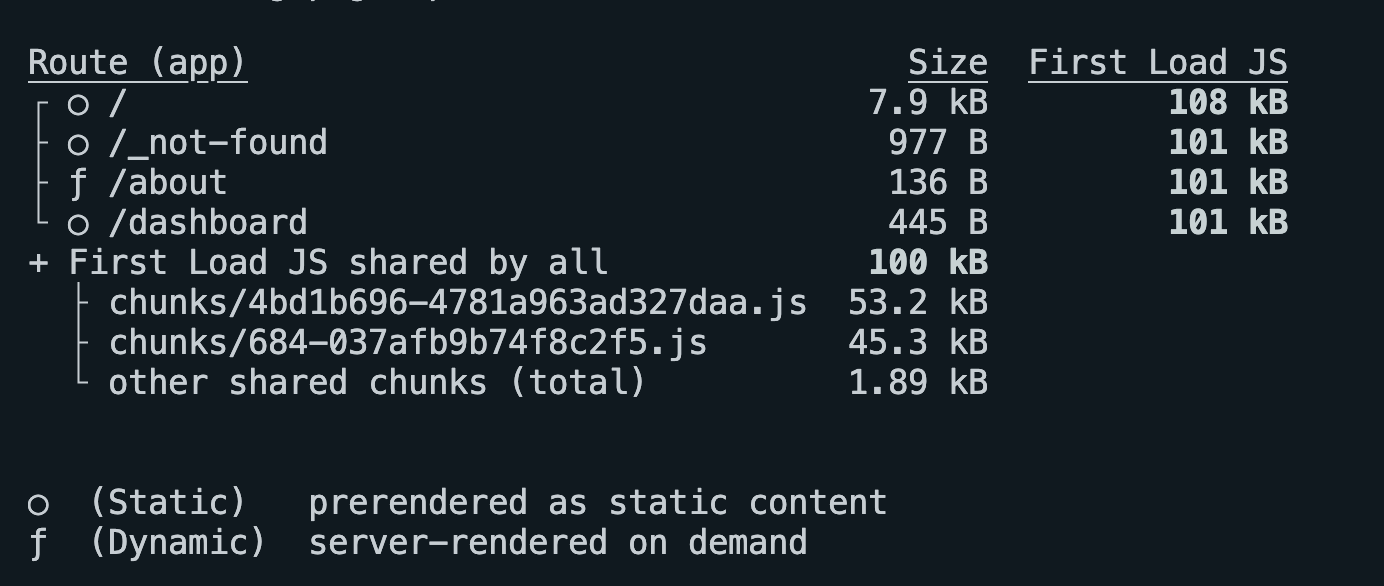 Route (app) Size First Load JS
┌ ○ / 7.9 kB 108 kB
├ ○ /_not-found 977 B 101 kB
├ ƒ /about 136 B 101 kB
└ ○ /dashboard 445 B 101 kB
+ First Load JS shared by all 100 kB
├ chunks/4bd1b696-4781a963ad327daa.js 53.2 kB
├ chunks/684-037afb9b74f8c2f5.js 45.3 kB
└ other shared chunks (total) 1.89 kB
○ (Static) prerendered as static content
ƒ (Dynamic) server-rendered on demand